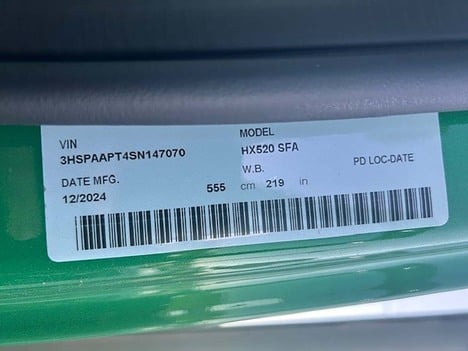 VIN MODEL
3HSPAAPT4SN147070 HX520 SFA
DATE MFG. W.B. PD LOC-DATE
12/2024 555 cm 219 in